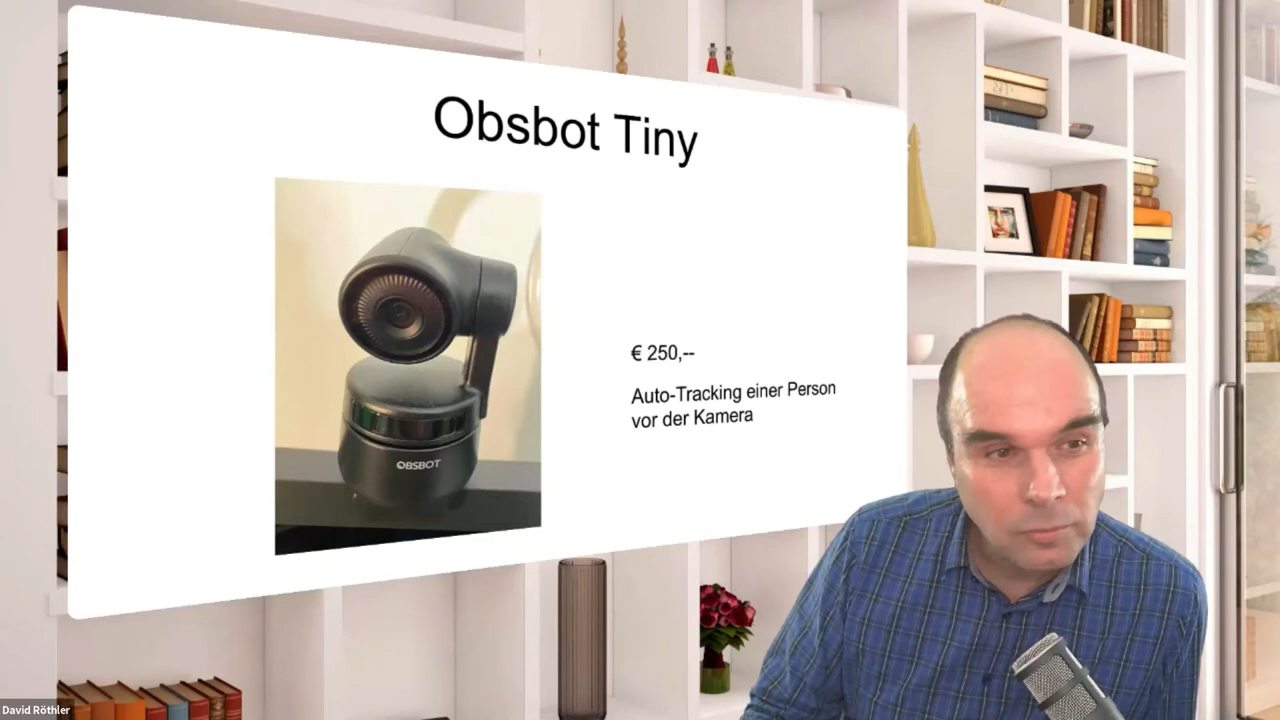 Obsbot Tiny
€ 250,--
Auto-Tracking einer Person
vor der Kamera
OBSBOT
David Röthler